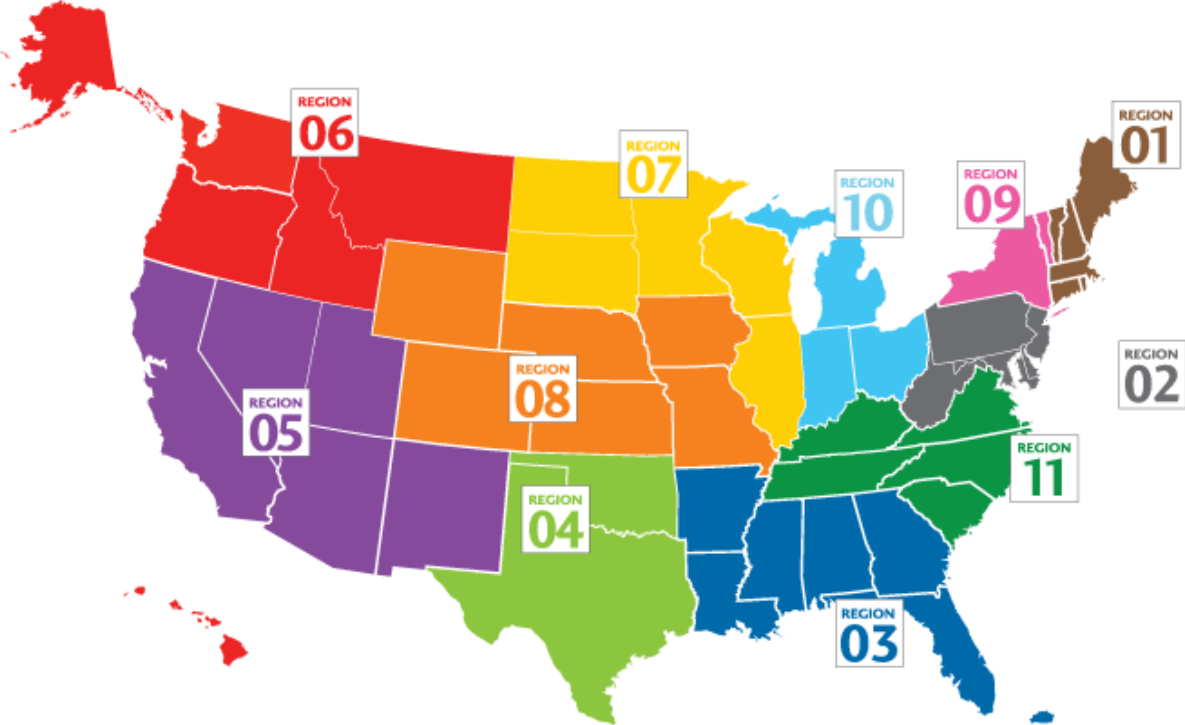 REGION
06
REGION
07
REGION
01
REGION
09
REGION
10
REGION
02
REGION
08
REGION
05
REGION
11
REGION
04
REGION
03